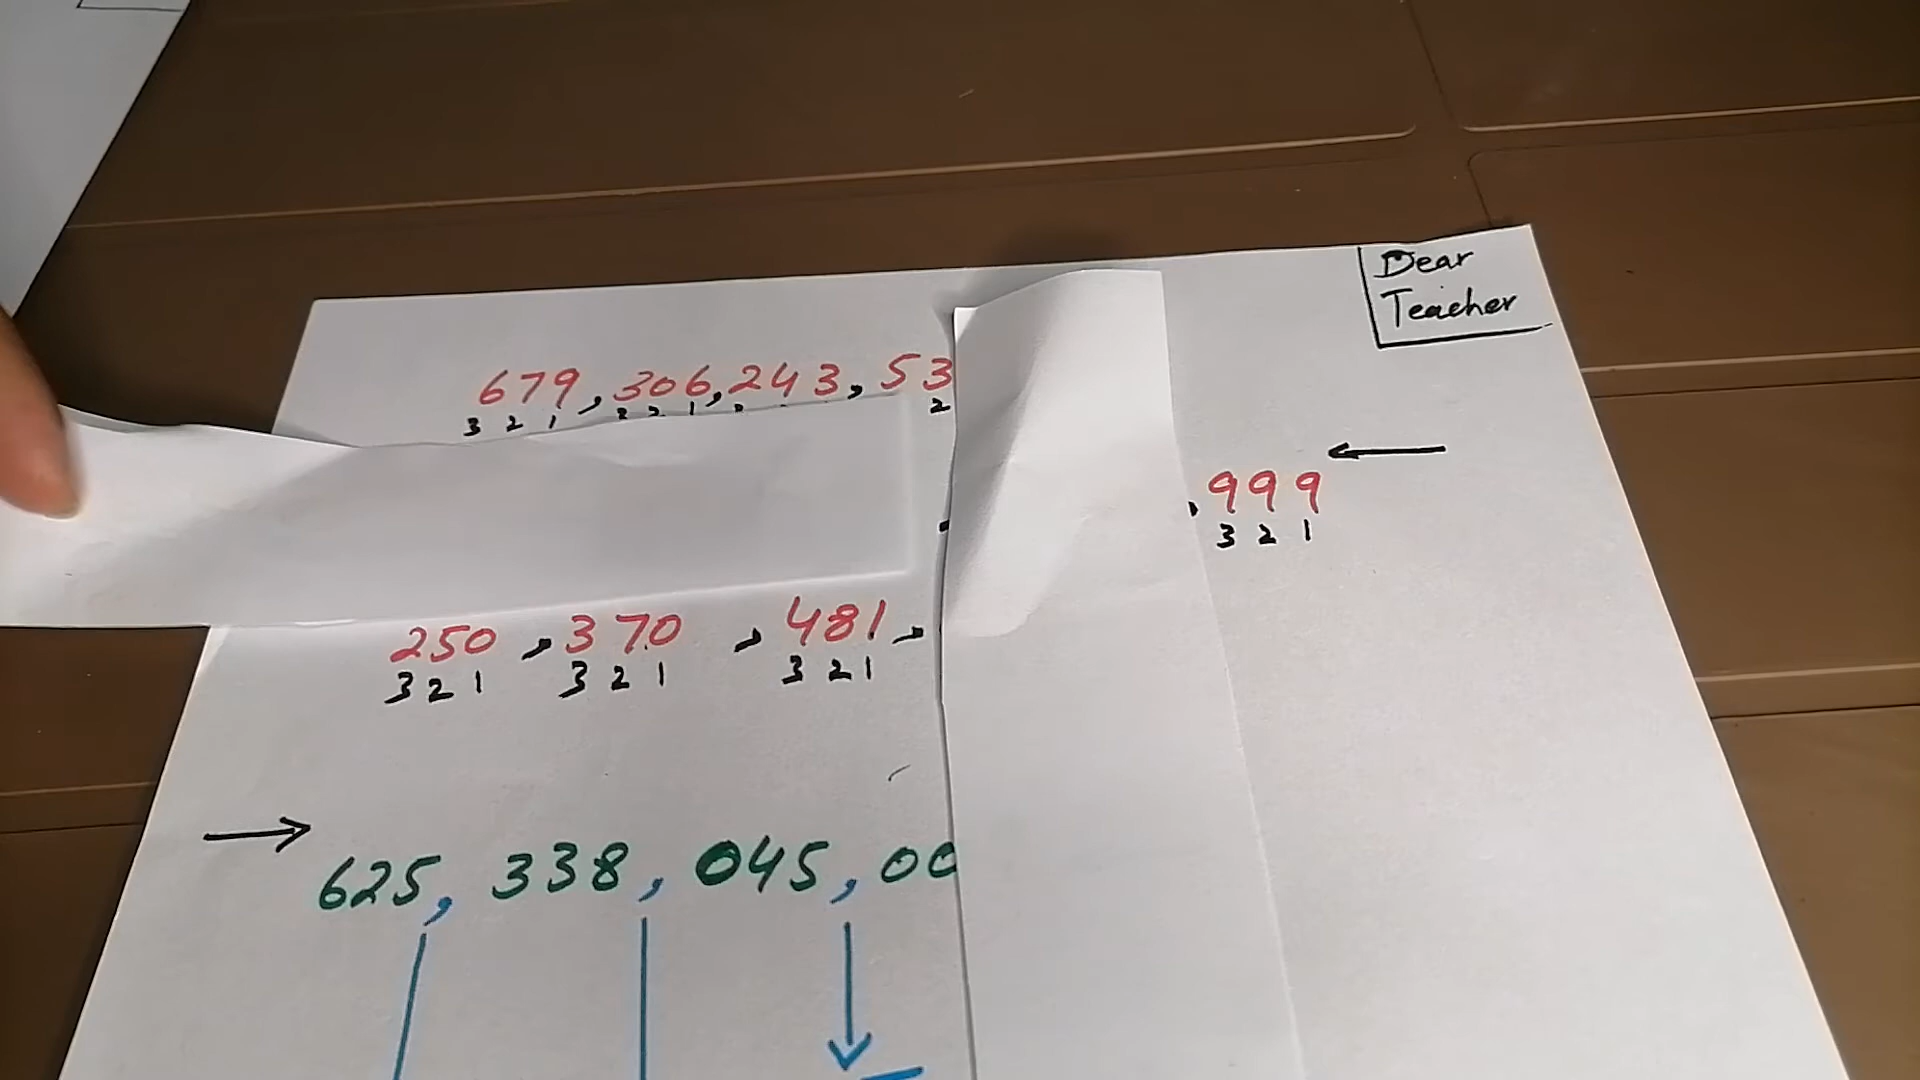 Dear
Teacher
679,306,243,53
3 2 1 2
,999
3 2 1
250,370,481,
3 2 1 3 2 1 3 2 1
625,338,045,00